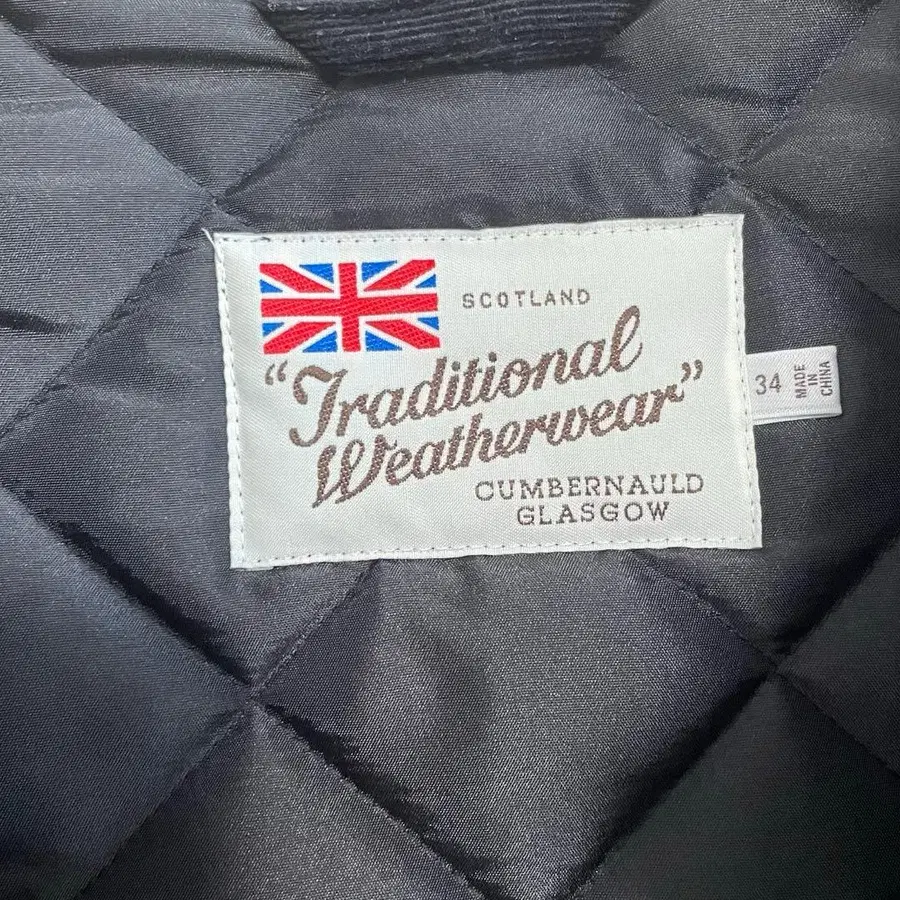 SCOTLAND
"Traditional
Weatherwear"
CUMBERNAULD
GLASGOW
34
MADE
IN
CHINA